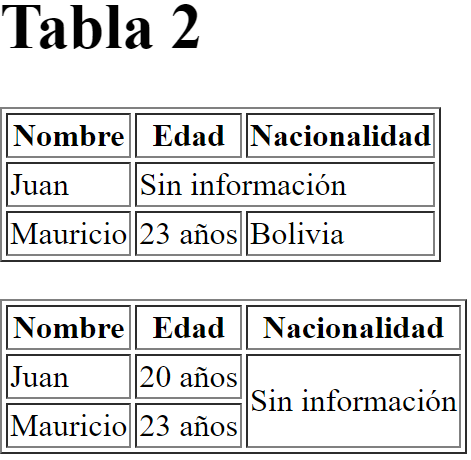 Tabla 2
Nombre Edad Nacionalidad
Juan Sin información
Mauricio 23 años Bolivia
Nombre Edad Nacionalidad
Juan 20 años
Sin información
Mauricio 23 años